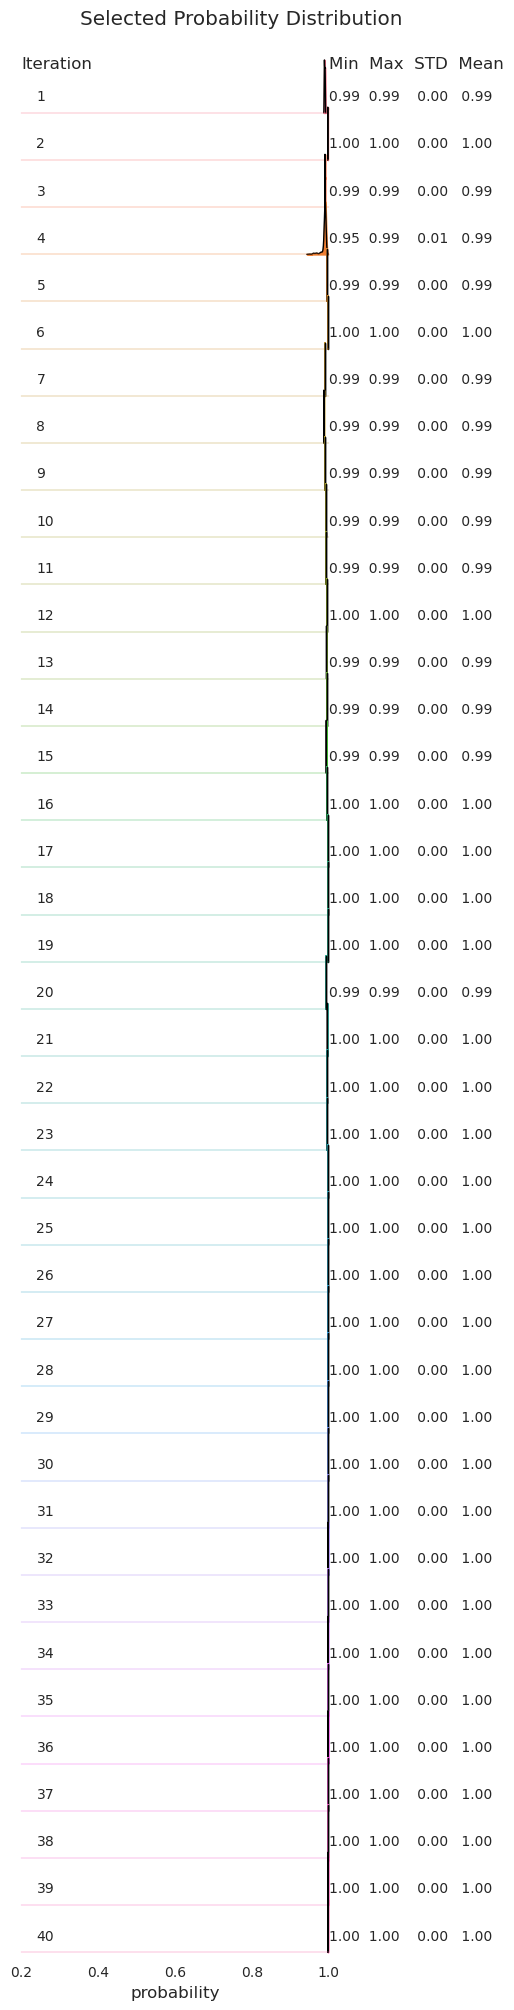 Selected Probability Distribution
Iteration Min Max STD Mean
1 0.99 0.99 0.00 0.99
2 1.00 1.00 0.00 1.00
3 0.99 0.99 0.00 0.99
4 0.95 0.99 0.01 0.99
5 0.99 0.99 0.00 0.99
6 1.00 1.00 0.00 1.00
7 0.99 0.99 0.00 0.99
8 0.99 0.99 0.00 0.99
9 0.99 0.99 0.00 0.99
10 0.99 0.99 0.00 0.99
11 0.99 0.99 0.00 0.99
12 1.00 1.00 0.00 1.00
13 0.99 0.99 0.00 0.99
14 0.99 0.99 0.00 0.99
15 0.99 0.99 0.00 0.99
16 1.00 1.00 0.00 1.00
17 1.00 1.00 0.00 1.00
18 1.00 1.00 0.00 1.00
19 1.00 1.00 0.00 1.00
20 0.99 0.99 0.00 0.99
21 1.00 1.00 0.00 1.00
22 1.00 1.00 0.00 1.00
23 1.00 1.00 0.00 1.00
24 1.00 1.00 0.00 1.00
25 1.00 1.00 0.00 1.00
26 1.00 1.00 0.00 1.00
27 1.00 1.00 0.00 1.00
28 1.00 1.00 0.00 1.00
29 1.00 1.00 0.00 1.00
30 1.00 1.00 0.00 1.00
31 1.00 1.00 0.00 1.00
32 1.00 1.00 0.00 1.00
33 1.00 1.00 0.00 1.00
34 1.00 1.00 0.00 1.00
35 1.00 1.00 0.00 1.00
36 1.00 1.00 0.00 1.00
37 1.00 1.00 0.00 1.00
38 1.00 1.00 0.00 1.00
39 1.00 1.00 0.00 1.00
40 1.00 1.00 0.00 1.00
0.2 0.4 0.6 0.8 1.0
probability